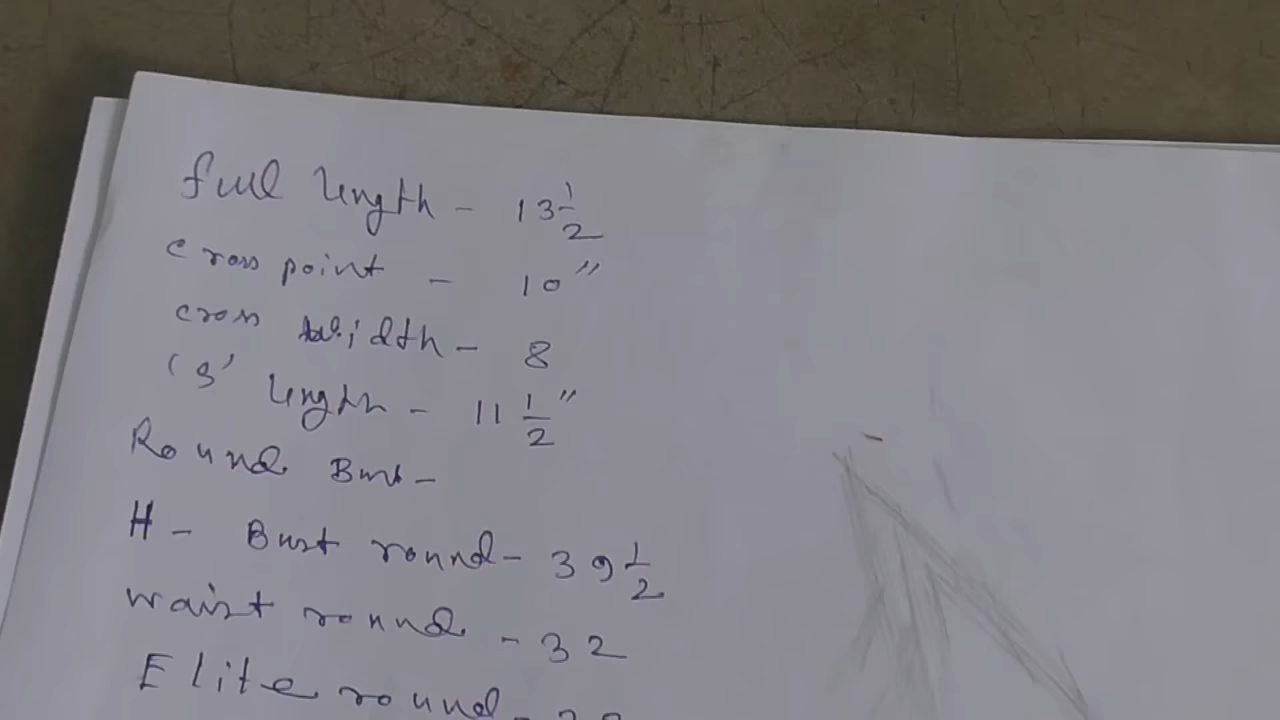 full length - 13 1/2
cross point - 10"
cross width - 8
'S' length - 11 1/2"
Round Bust -
H - Bust round - 39 1/2
waist round - 32
Elite round -